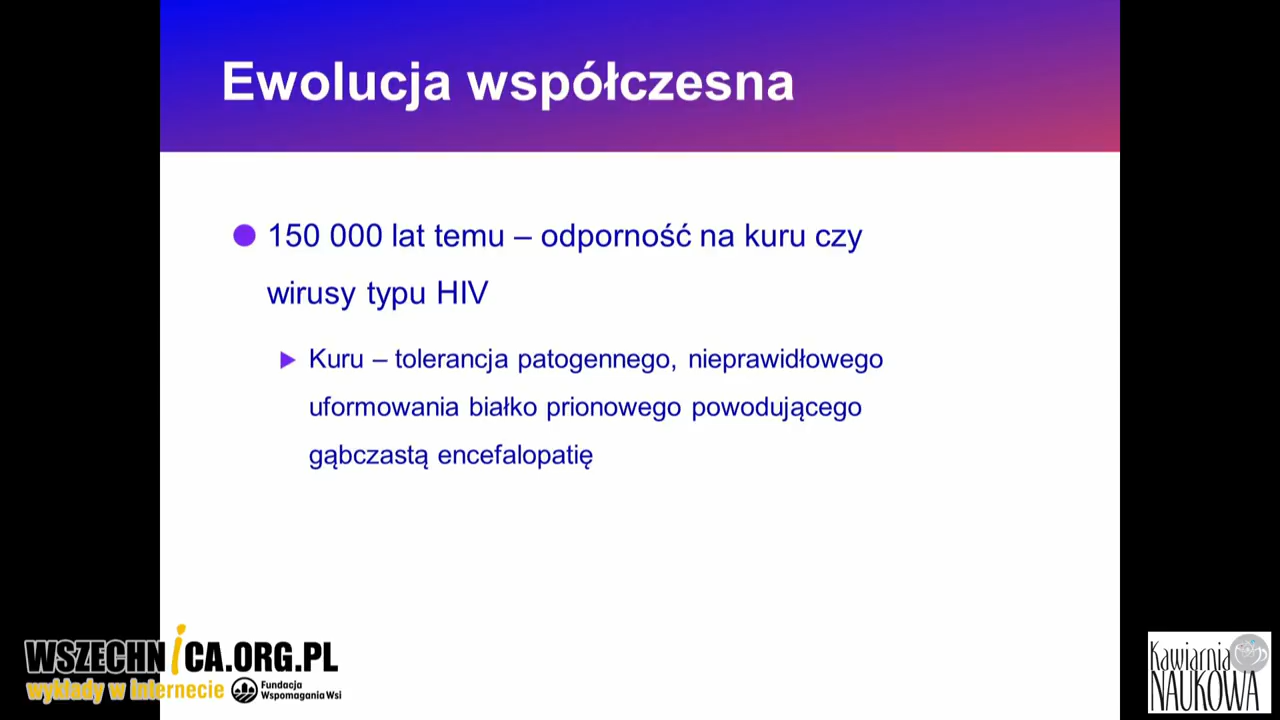 Ewolucja współczesna
150 000 lat temu – odporność na kuru czy
wirusy typu HIV
Kuru – tolerancja patogennego, nieprawidłowego
uformowania białko prionowego powodującego
gąbczastą encefalopatię
WSZECHNICA.ORG.PL
wykłady w internecie
Fundacja
Wspomagania Wsi
Kawiarnia
NAUKOWA